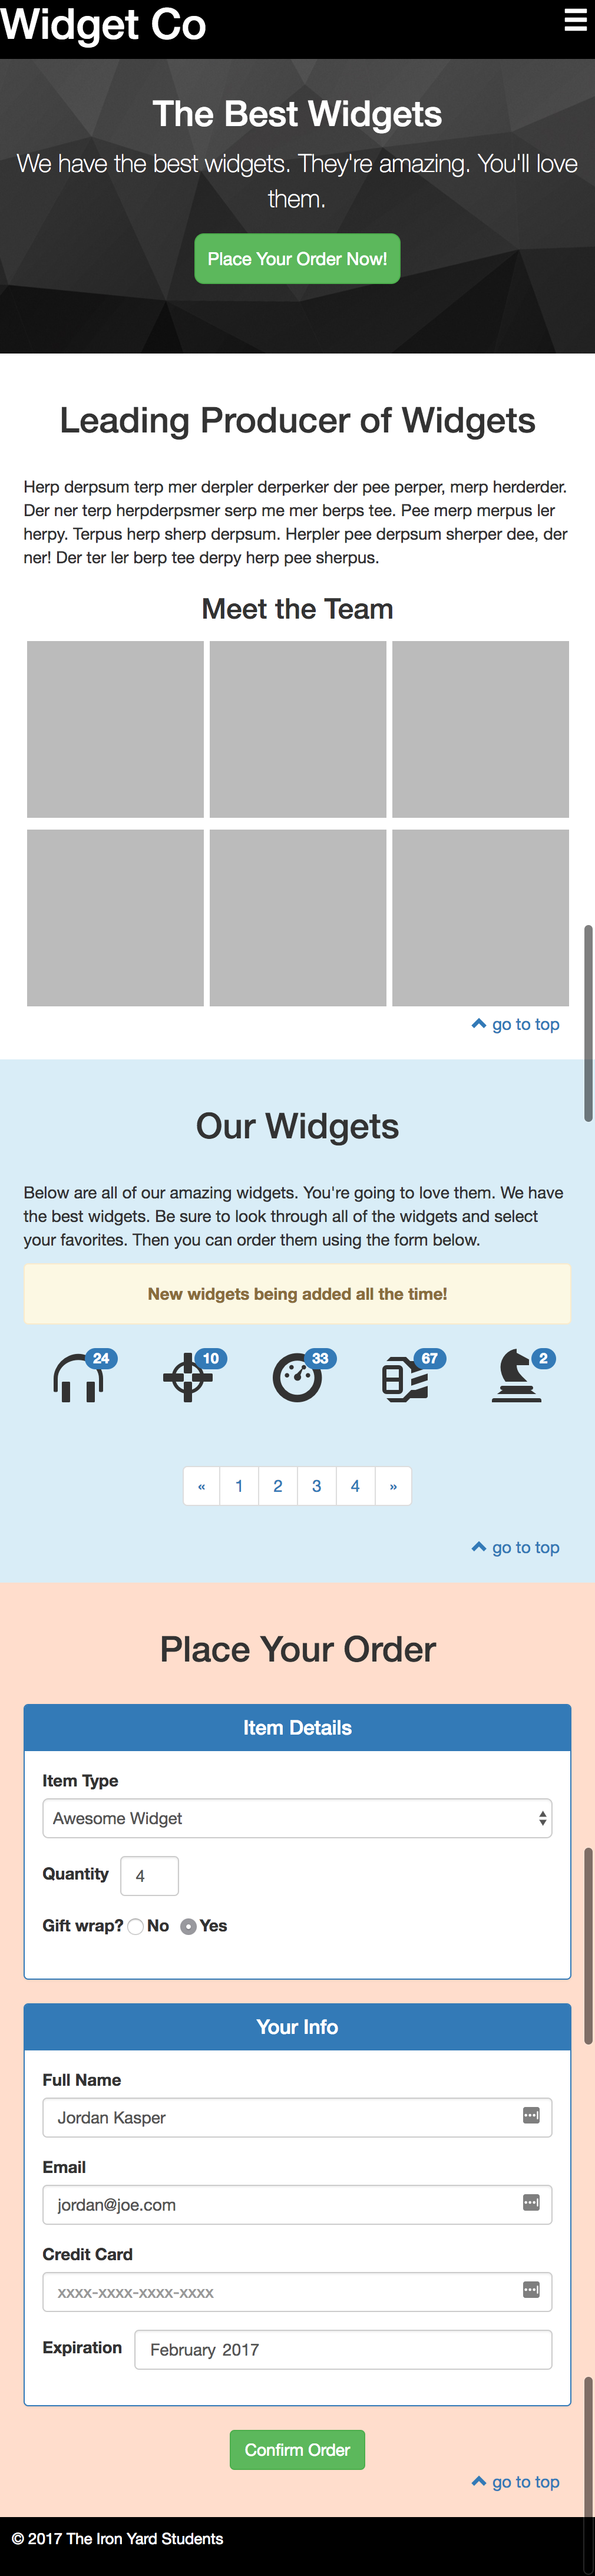 Widget Co
The Best Widgets
We have the best widgets. They're amazing. You'll love
them.
Place Your Order Now!
Leading Producer of Widgets
Herp derpsum terp mer derpler derperker der pee perper, merp herderder.
Der ner terp herpderpsmer serp me mer berps tee. Pee merp merpus ler
herpy. Terpus herp sherp derpsum. Herpler pee derpsum sherper dee, der
ner! Der ter ler berp tee derpy herp pee sherpus.
Meet the Team
go to top
Our Widgets
Below are all of our amazing widgets. You're going to love them. We have
the best widgets. Be sure to look through all of the widgets and select
your favorites. Then you can order them using the form below.
New widgets being added all the time!
24 10 33 67 2
« 1 2 3 4 »
go to top
Place Your Order
Item Details
Item Type
Awesome Widget
Quantity 4
Gift wrap? No Yes
Your Info
Full Name
Jordan Kasper
Email
jordan@joe.com
Credit Card
xxxx-xxxx-xxxx-xxxx
Expiration February 2017
Confirm Order
go to top
© 2017 The Iron Yard Students